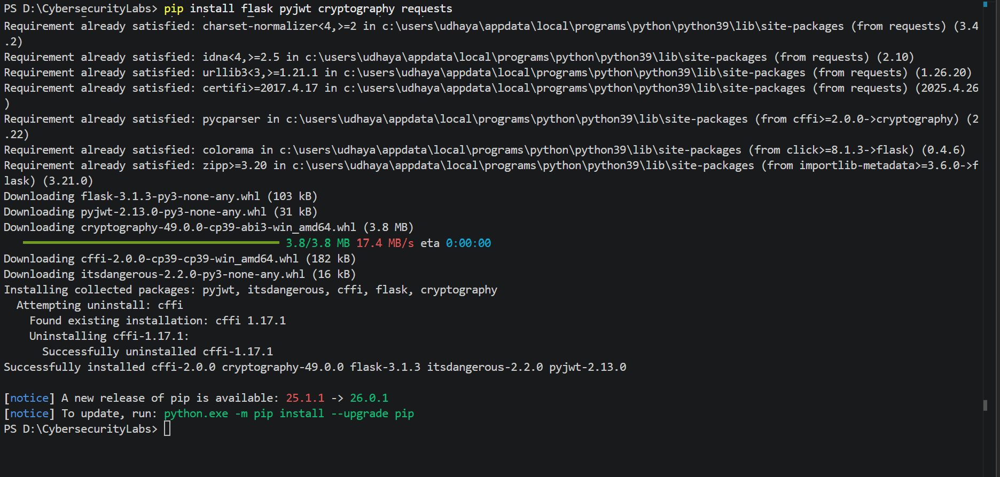 PS D:\CybersecurityLabs> pip install flask pyjwt cryptography requests
Requirement already satisfied: charset-normalizer<4,>=2 in c:\users\udhaya\appdata\local\programs\python\python39\lib\site-packages (from requests) (3.4
.2)
Requirement already satisfied: idna<4,>=2.5 in c:\users\udhaya\appdata\local\programs\python\python39\lib\site-packages (from requests) (2.10)
Requirement already satisfied: urllib3<3,>=1.21.1 in c:\users\udhaya\appdata\local\programs\python\python39\lib\site-packages (from requests) (1.26.20)
Requirement already satisfied: certifi>=2017.4.17 in c:\users\udhaya\appdata\local\programs\python\python39\lib\site-packages (from requests) (2025.4.26
)
Requirement already satisfied: pycparser in c:\users\udhaya\appdata\local\programs\python\python39\lib\site-packages (from cffi>=2.0.0->cryptography) (2
.22)
Requirement already satisfied: colorama in c:\users\udhaya\appdata\local\programs\python\python39\lib\site-packages (from click>=8.1.3->flask) (0.4.6)
Requirement already satisfied: zipp>=3.20 in c:\users\udhaya\appdata\local\programs\python\python39\lib\site-packages (from importlib-metadata>=3.6.0->f
lask) (3.21.0)
Downloading flask-3.1.3-py3-none-any.whl (103 kB)
Downloading pyjwt-2.13.0-py3-none-any.whl (31 kB)
Downloading cryptography-49.0.0-cp39-abi3-win_amd64.whl (3.8 MB)
3.8/3.8 MB 17.4 MB/s eta 0:00:00
Downloading cffi-2.0.0-cp39-cp39-win_amd64.whl (182 kB)
Downloading itsdangerous-2.2.0-py3-none-any.whl (16 kB)
Installing collected packages: pyjwt, itsdangerous, cffi, flask, cryptography
Attempting uninstall: cffi
Found existing installation: cffi 1.17.1
Uninstalling cffi-1.17.1:
Successfully uninstalled cffi-1.17.1
Successfully installed cffi-2.0.0 cryptography-49.0.0 flask-3.1.3 itsdangerous-2.2.0 pyjwt-2.13.0
[notice] A new release of pip is available: 25.1.1 -> 26.0.1
[notice] To update, run: python.exe -m pip install --upgrade pip
PS D:\CybersecurityLabs>